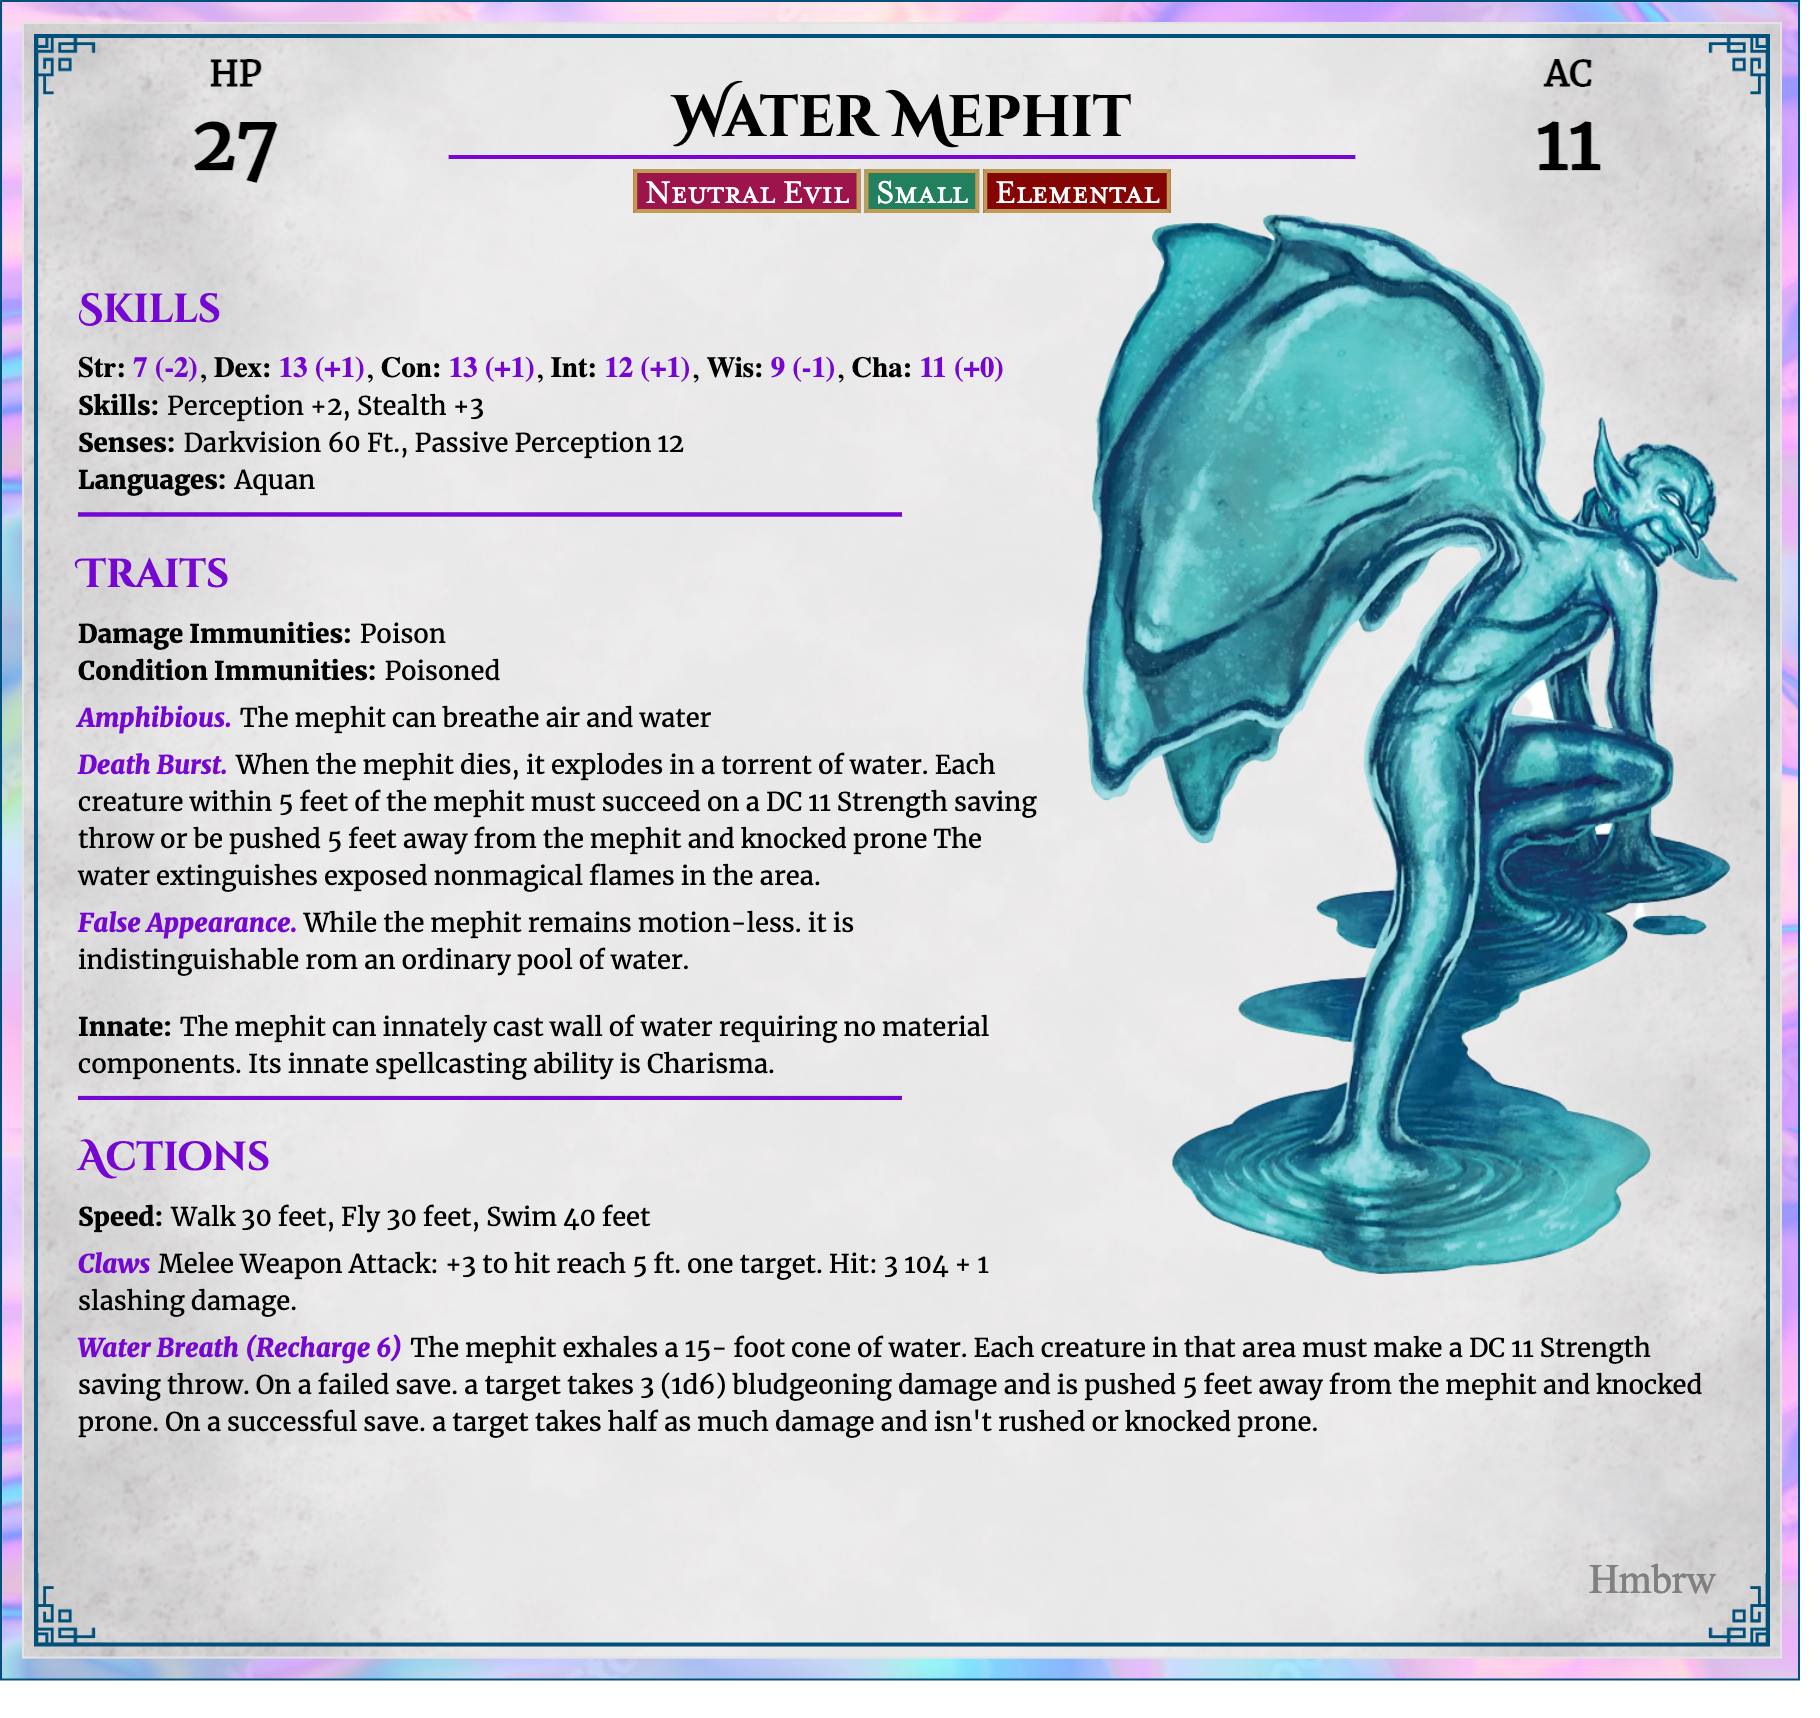 HP
27
WATER MEPHIT
AC
11
NEUTRAL EVIL SMALL ELEMENTAL
SKILLS
Str: 7 (-2), Dex: 13 (+1), Con: 13 (+1), Int: 12 (+1), Wis: 9 (-1), Cha: 11 (+0)
Skills: Perception +2, Stealth +3
Senses: Darkvision 60 Ft., Passive Perception 12
Languages: Aquan
TRAITS
Damage Immunities: Poison
Condition Immunities: Poisoned
Amphibious. The mephit can breathe air and water
Death Burst. When the mephit dies, it explodes in a torrent of water. Each
creature within 5 feet of the mephit must succeed on a DC 11 Strength saving
throw or be pushed 5 feet away from the mephit and knocked prone The
water extinguishes exposed nonmagical flames in the area.
False Appearance. While the mephit remains motion-less. it is
indistinguishable rom an ordinary pool of water.
Innate: The mephit can innately cast wall of water requiring no material
components. Its innate spellcasting ability is Charisma.
ACTIONS
Speed: Walk 30 feet, Fly 30 feet, Swim 40 feet
Claws Melee Weapon Attack: +3 to hit reach 5 ft. one target. Hit: 3 104 + 1
slashing damage.
Water Breath (Recharge 6) The mephit exhales a 15- foot cone of water. Each creature in that area must make a DC 11 Strength
saving throw. On a failed save. a target takes 3 (1d6) bludgeoning damage and is pushed 5 feet away from the mephit and knocked
prone. On a successful save. a target takes half as much damage and isn't rushed or knocked prone.
Hmbrw